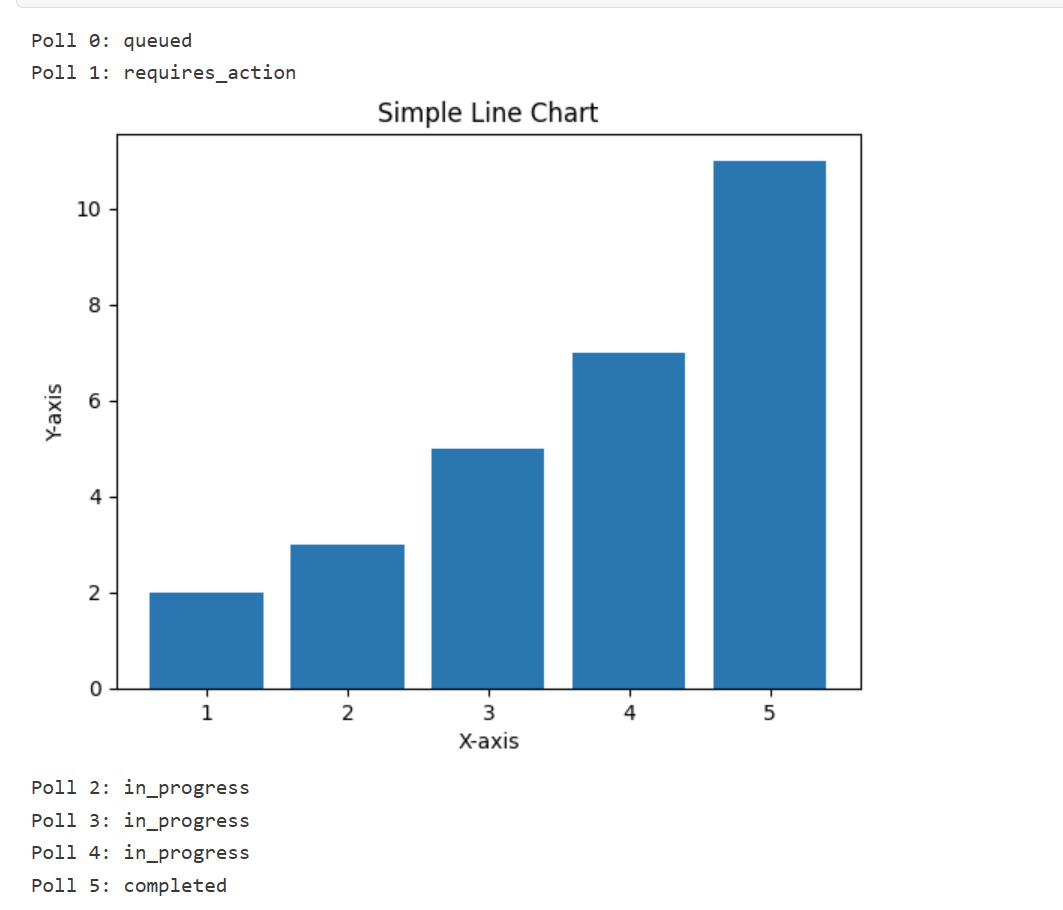 Poll 0: queued
Poll 1: requires_action
Simple Line Chart
10
8
6
4
2
0
Y-axis
1 2 3 4 5
X-axis
Poll 2: in_progress
Poll 3: in_progress
Poll 4: in_progress
Poll 5: completed